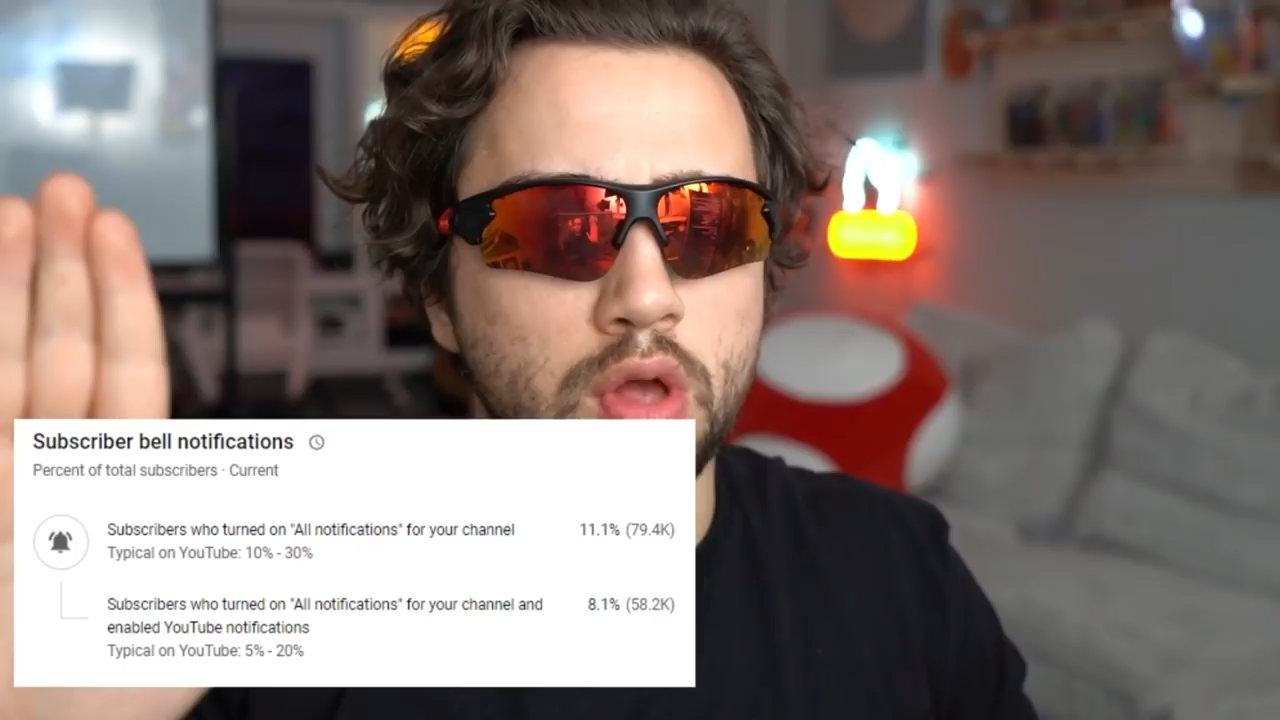 Subscriber bell notifications
Percent of total subscribers · Current
Subscribers who turned on "All notifications" for your channel 11.1% (79.4K)
Typical on YouTube: 10% - 30%
Subscribers who turned on "All notifications" for your channel and 8.1% (58.2K)
enabled YouTube notifications
Typical on YouTube: 5% - 20%